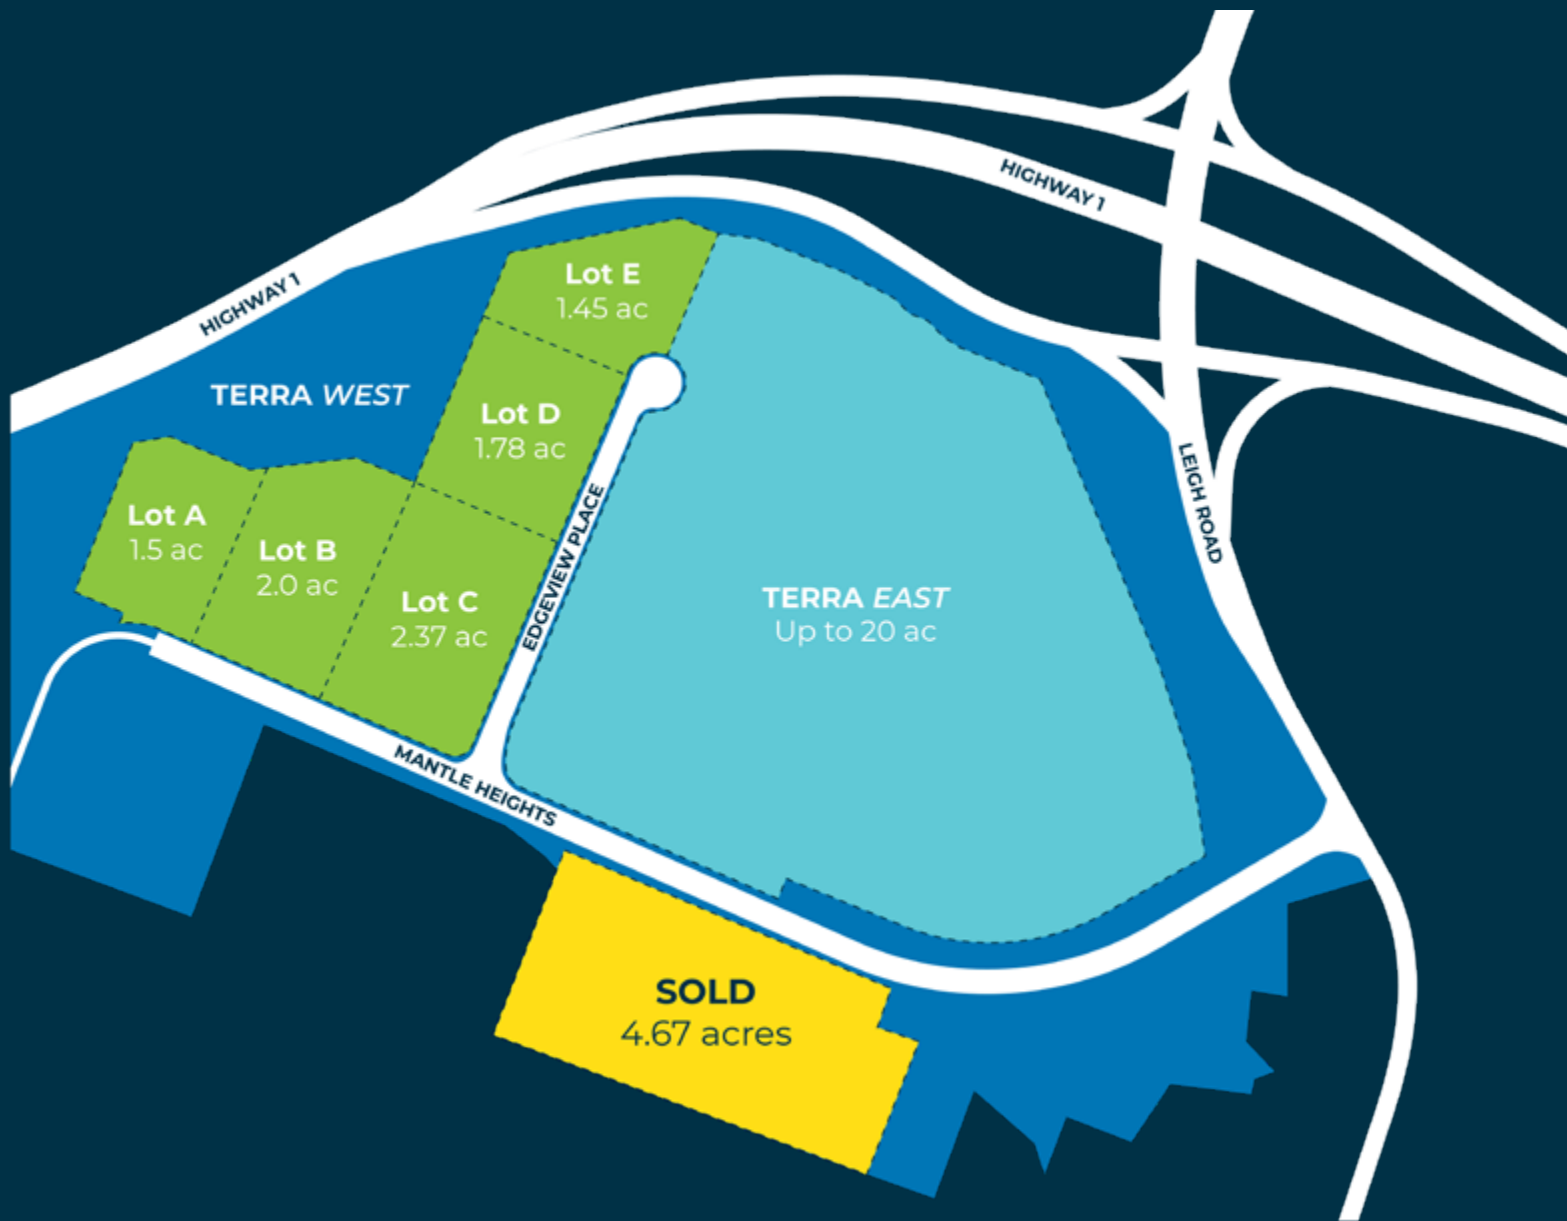 HIGHWAY 1
HIGHWAY 1
Lot E
1.45 ac
TERRA WEST
Lot D
1.78 ac
LEIGH ROAD
Lot A
1.5 ac
Lot B
2.0 ac
Lot C
2.37 ac
EDGEVIEW PLACE
TERRA EAST
Up to 20 ac
MANTLE HEIGHTS
SOLD
4.67 acres